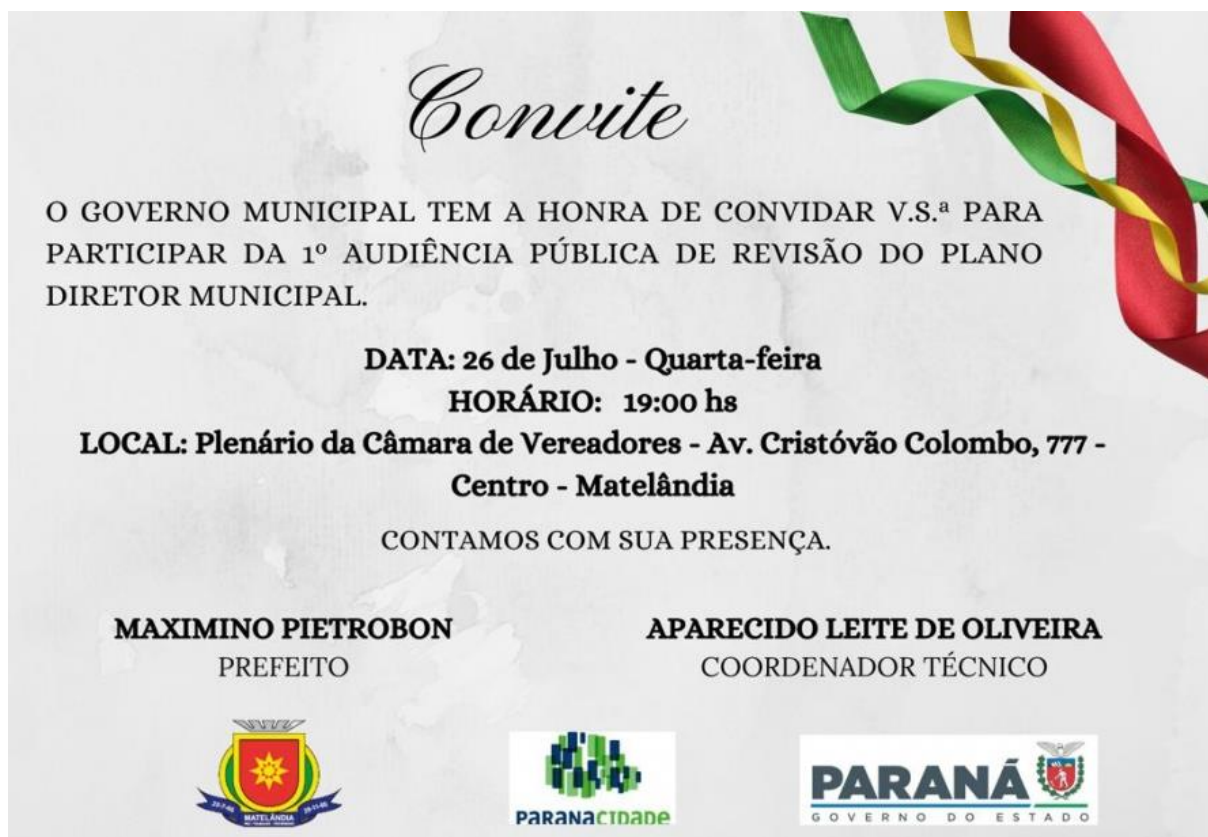 Convite
O GOVERNO MUNICIPAL TEM A HONRA DE CONVIDAR V.S.ª PARA
PARTICIPAR DA 1º AUDIÊNCIA PÚBLICA DE REVISÃO DO PLANO
DIRETOR MUNICIPAL.
DATA: 26 de Julho - Quarta-feira
HORÁRIO: 19:00 hs
LOCAL: Plenário da Câmara de Vereadores - Av. Cristóvão Colombo, 777 -
Centro - Matelândia
CONTAMOS COM SUA PRESENÇA.
MAXIMINO PIETROBON
PREFEITO
APARECIDO LEITE DE OLIVEIRA
COORDENADOR TÉCNICO
MATELÂNDIA
PARANACIDADE
PARANÁ
GOVERNO DO ESTADO